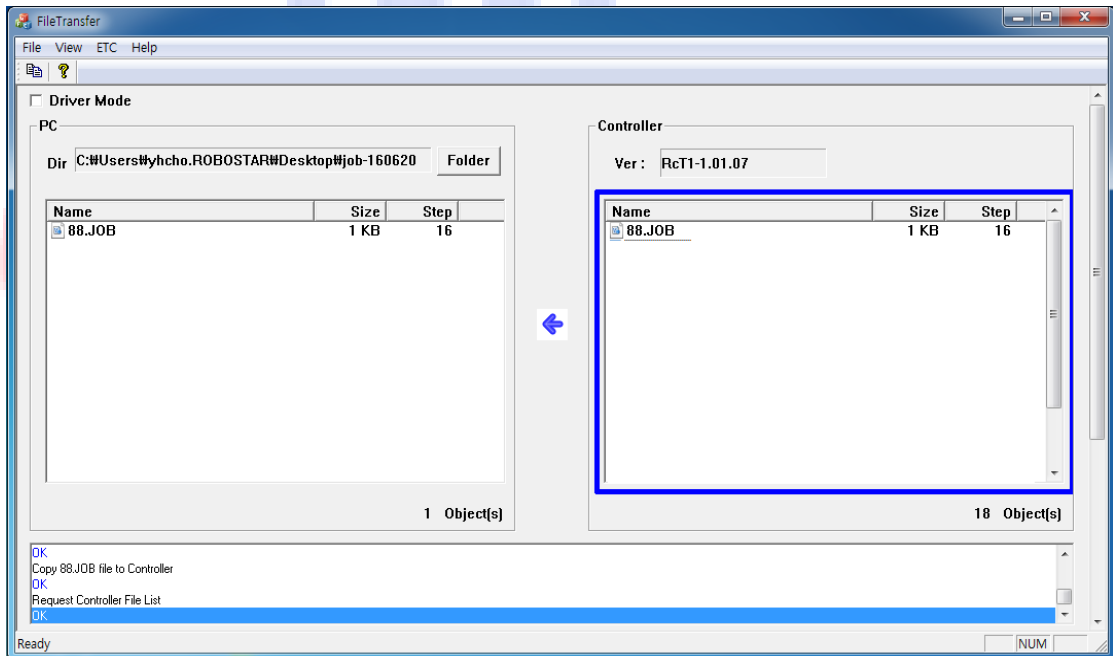 FileTransfer
File View ETC Help
Driver Mode
PC
Dir C:₩Users₩yhcho.ROBOSTAR₩Desktop₩job-160620 Folder
Name Size Step
88.JOB 1 KB 16
1 Object(s)
Controller
Ver : RcT1-1.01.07
Name Size Step
88.JOB 1 KB 16
18 Object(s)
OK
Copy 88.JOB file to Controller
OK
Request Controller File List
OK
Ready NUM